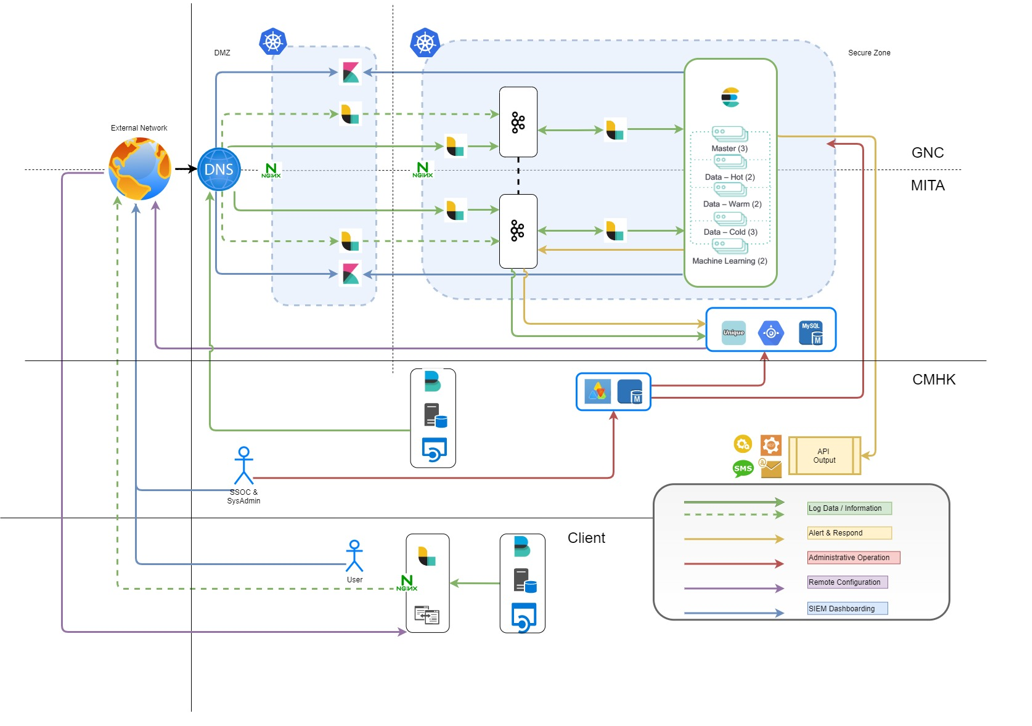 DMZ
Secure Zone
External Network
DNS
NGINX
NGINX
Master (3)
Data – Hot (2)
Data – Warm (2)
Data – Cold (3)
Machine Learning (2)
GNC
MITA
Unique
MySQL
M
CMHK
M
SMS
@
API
Output
SSOC &
SysAdmin
Client
User
NGINX
Log Data / Information
Alert & Respond
Administrative Operation
Remote Configuration
SIEM Dashboarding